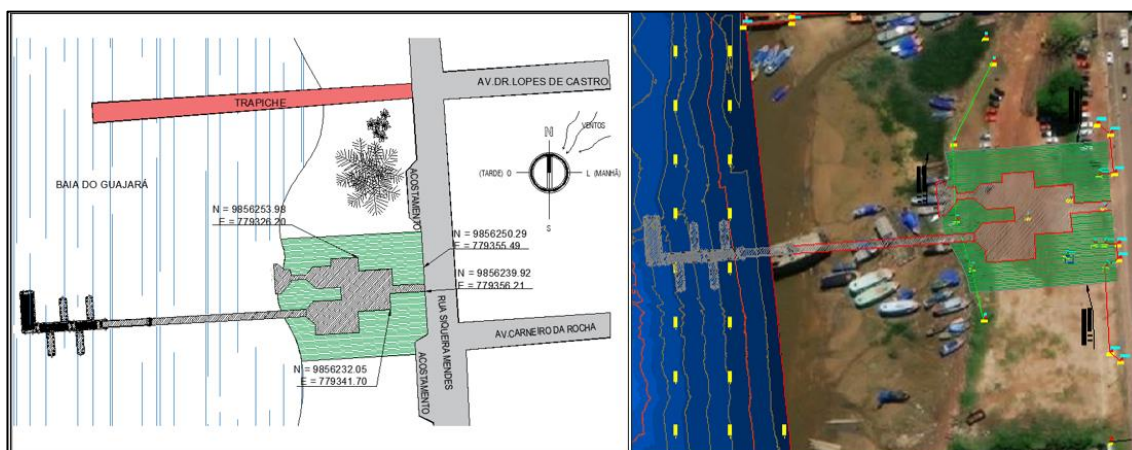 AV.DR.LOPES DE CASTRO
TRAPICHE
VENTOS
N
(TARDE) O
L (MANHÃ)
S
BAIA DO GUAJARÁ
ACOSTAMENTO
N = 9856253.98
E = 779326.20
N = 9856250.29
E = 779355.49
N = 9856239.92
E = 779356.21
RUA SIQUEIRA MENDES
AV.CARNEIRO DA ROCHA
N = 9856232.05
E = 779341.70
ACOSTAMENTO